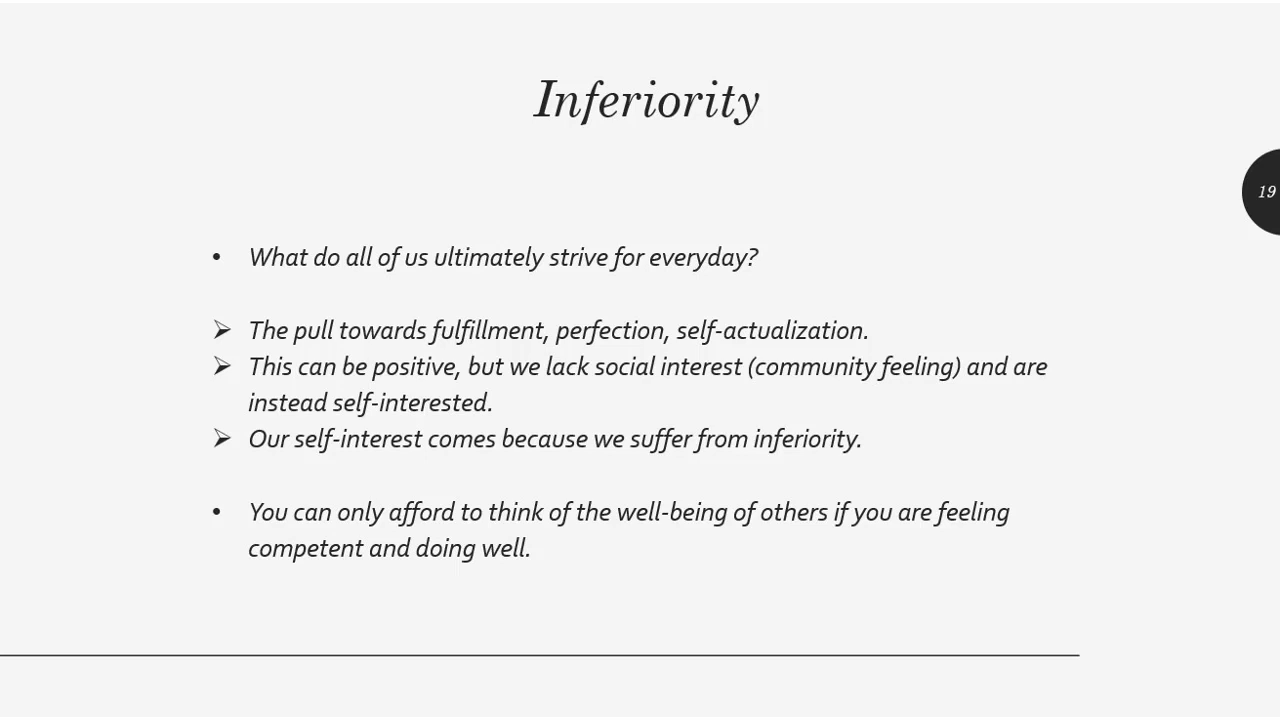 Inferiority
19
• What do all of us ultimately strive for everyday?
➢ The pull towards fulfillment, perfection, self-actualization.
➢ This can be positive, but we lack social interest (community feeling) and are
instead self-interested.
➢ Our self-interest comes because we suffer from inferiority.
• You can only afford to think of the well-being of others if you are feeling
competent and doing well.